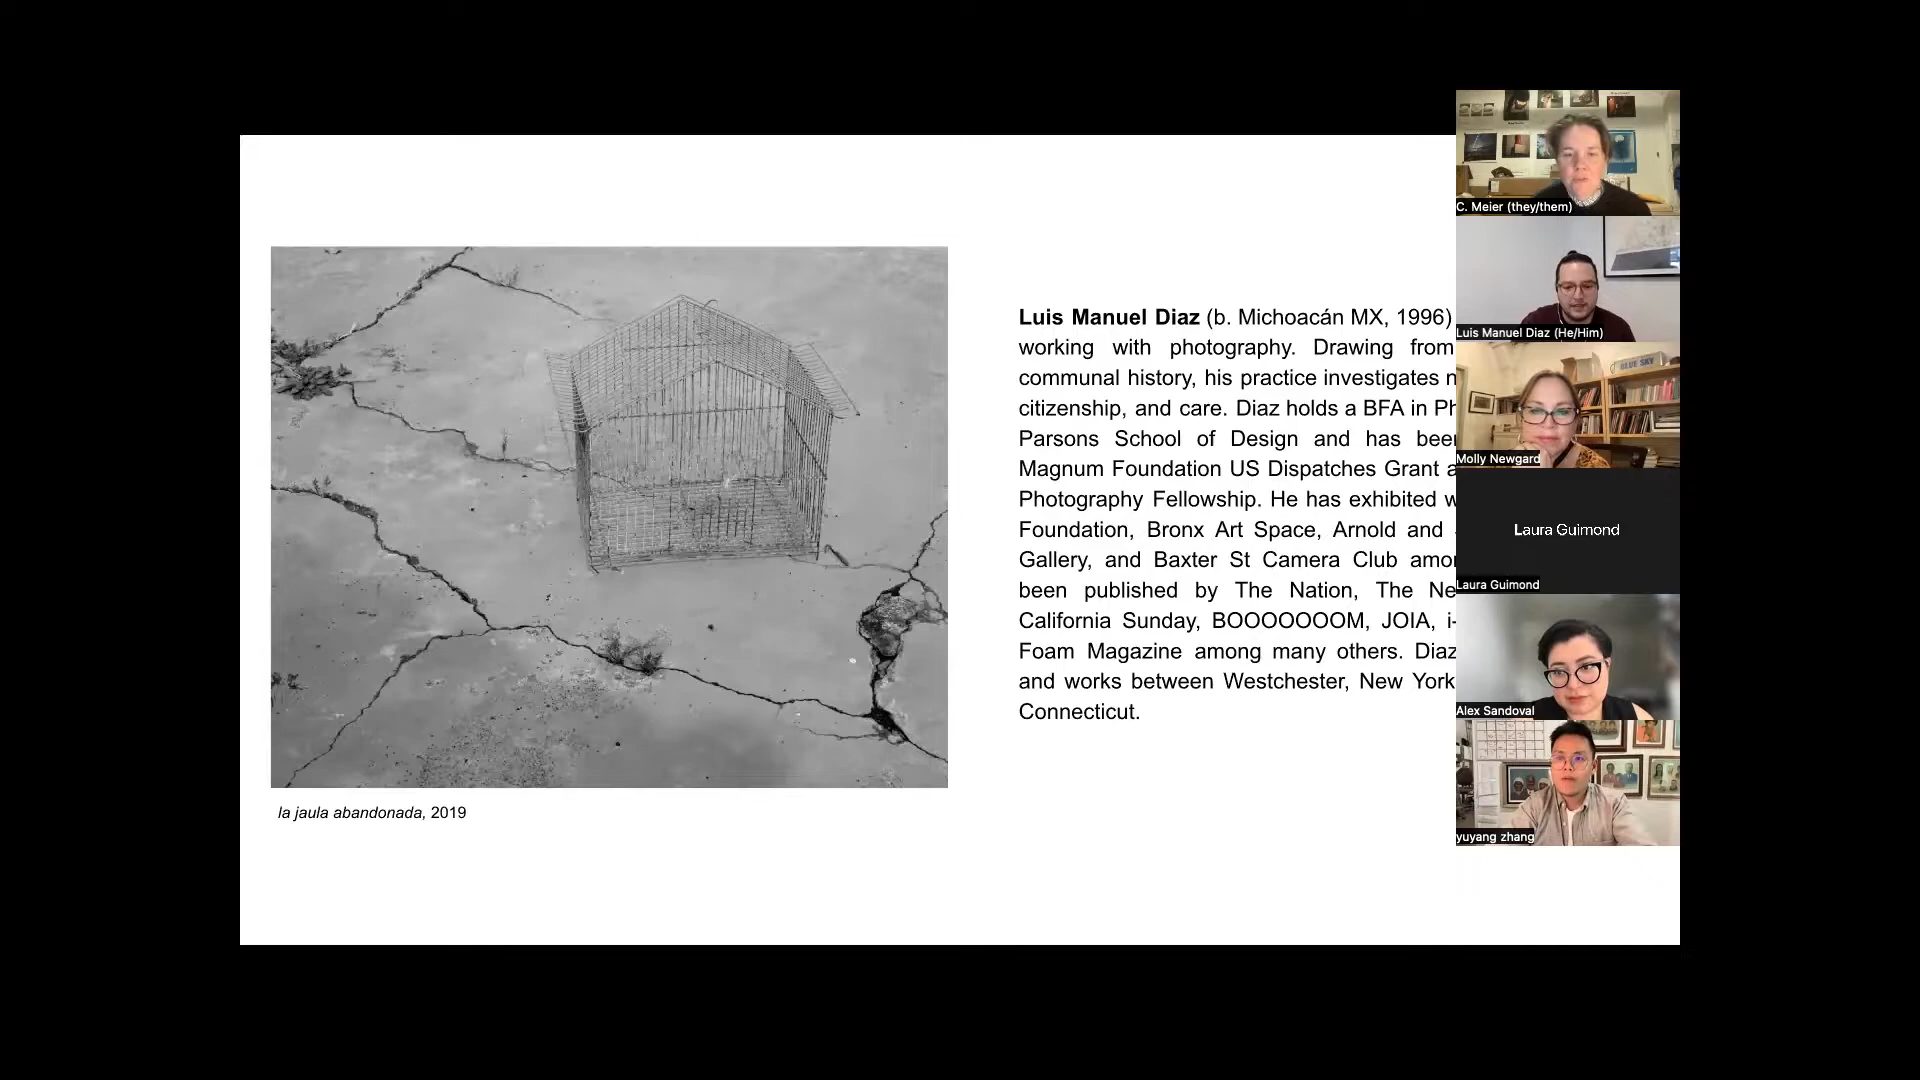 Luis Manuel Diaz (b. Michoacán MX, 1996)
working with photography. Drawing from
communal history, his practice investigates
citizenship, and care. Diaz holds a BFA in
Parsons School of Design and has
Magnum Foundation US Dispatches Grant
Photography Fellowship. He has exhibited
Foundation, Bronx Art Space, Arnold and
Gallery, and Baxter St Camera Club
been published by The Nation, The
California Sunday, BOOOOOOOM, JOIA,
Foam Magazine among many others. Diaz
and works between Westchester, New York
Connecticut.
la jaula abandonada, 2019
C. Meier (they/them)
Luis Manuel Diaz (He/Him)
BLUE SKY
Molly Newgard
Laura Guimond
Laura Guimond
Alex Sandoval
yuyang zhang